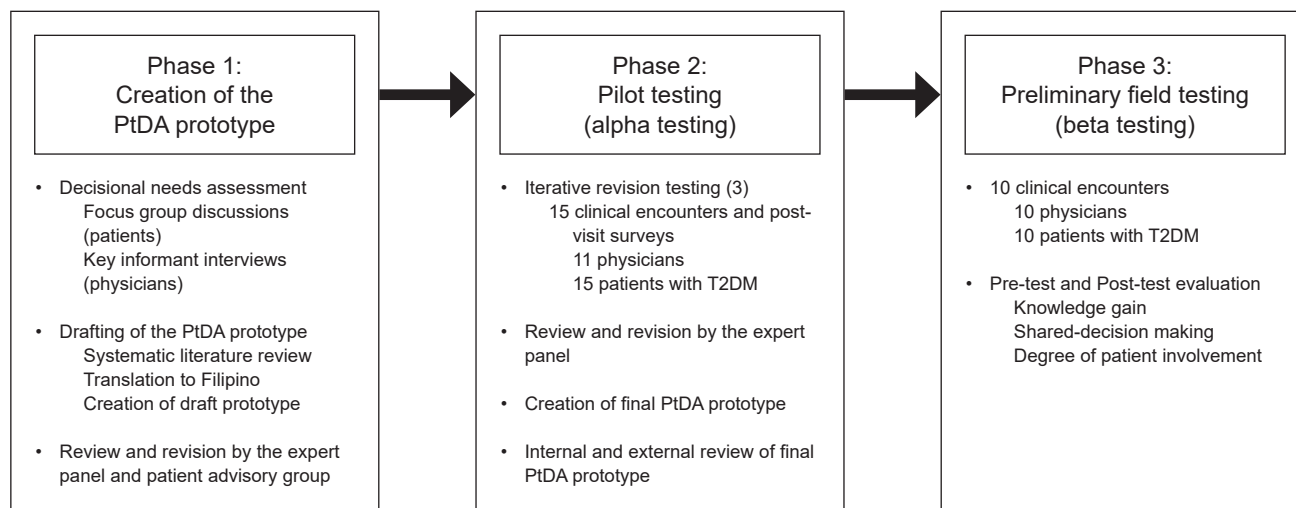 Phase 1:
Creation of the
PtDA prototype
• Decisional needs assessment
Focus group discussions
(patients)
Key informant interviews
(physicians)
• Drafting of the PtDA prototype
Systematic literature review
Translation to Filipino
Creation of draft prototype
• Review and revision by the expert
panel and patient advisory group
Phase 2:
Pilot testing
(alpha testing)
• Iterative revision testing (3)
15 clinical encounters and post-
visit surveys
11 physicians
15 patients with T2DM
• Review and revision by the expert
panel
• Creation of final PtDA prototype
• Internal and external review of final
PtDA prototype
Phase 3:
Preliminary field testing
(beta testing)
• 10 clinical encounters
10 physicians
10 patients with T2DM
• Pre-test and Post-test evaluation
Knowledge gain
Shared-decision making
Degree of patient involvement